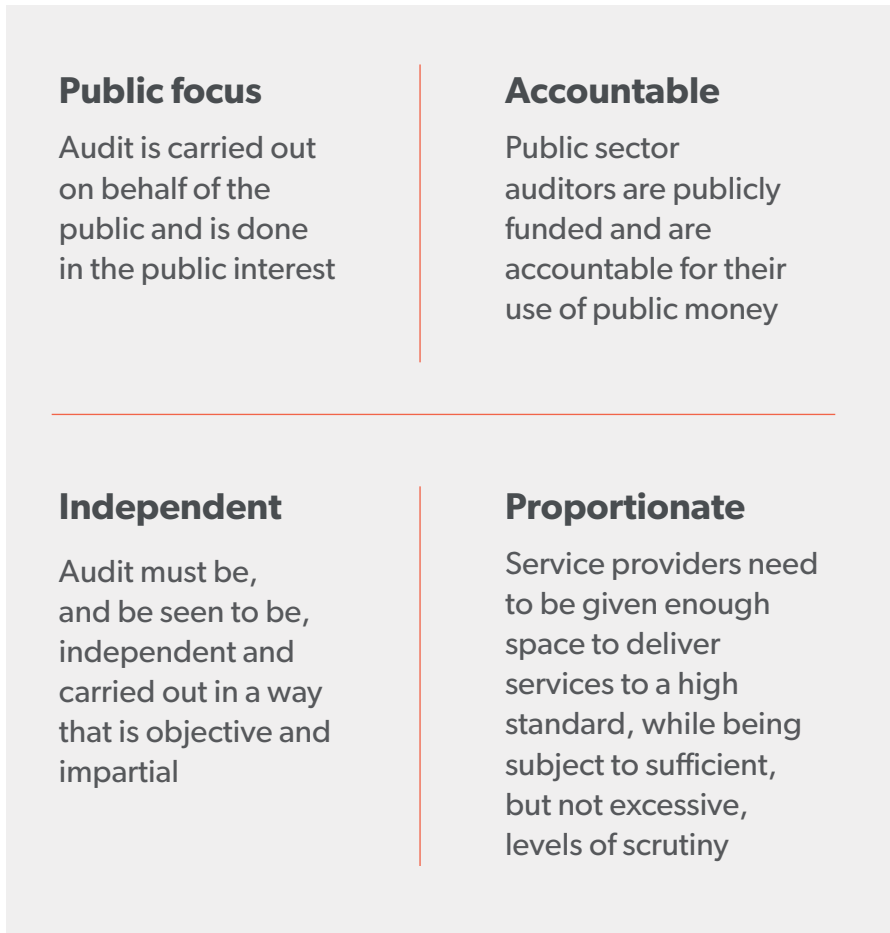 Public focus
Audit is carried out
on behalf of the
public and is done
in the public interest
Accountable
Public sector
auditors are publicly
funded and are
accountable for their
use of public money
Independent
Audit must be,
and be seen to be,
independent and
carried out in a way
that is objective and
impartial
Proportionate
Service providers need
to be given enough
space to deliver
services to a high
standard, while being
subject to sufficient,
but not excessive,
levels of scrutiny